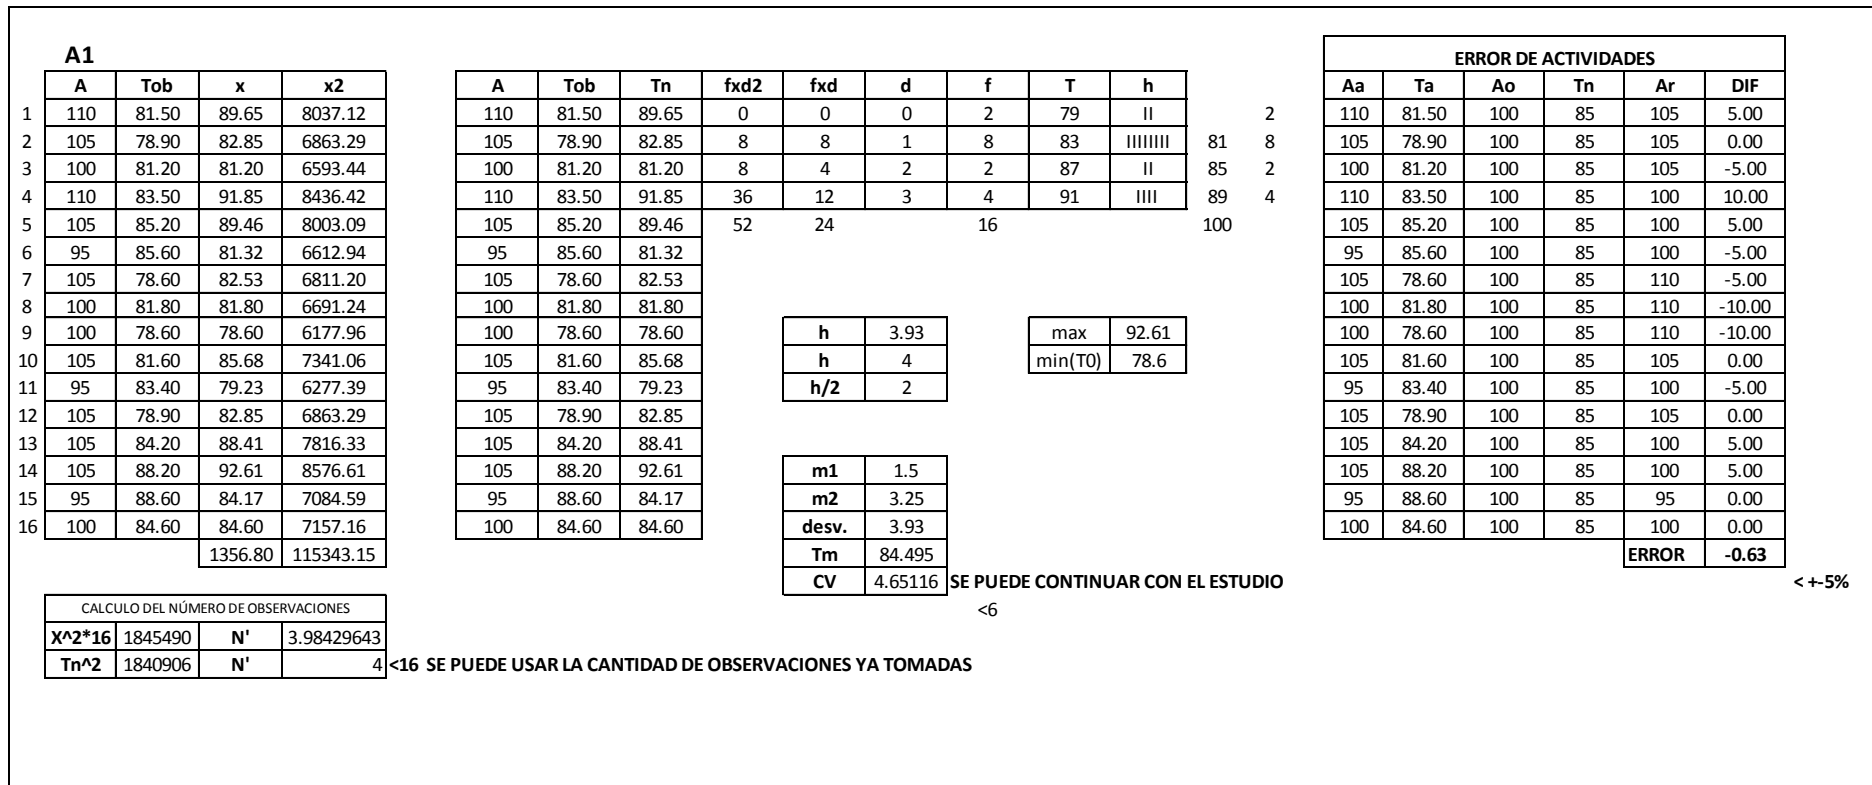 A1
ERROR DE ACTIVIDADES
A Tob x x2 A Tob Tn fxd2 fxd d f T h Aa Ta Ao Tn Ar DIF
1 110 81.50 89.65 8037.12 110 81.50 89.65 0 0 0 2 79 II 2 110 81.50 100 85 105 5.00
2 105 78.90 82.85 6863.29 105 78.90 82.85 8 8 1 8 83 IIIIIIII 81 8 105 78.90 100 85 105 0.00
3 100 81.20 81.20 6593.44 100 81.20 81.20 8 4 2 2 87 II 85 2 100 81.20 100 85 105 -5.00
4 110 83.50 91.85 8436.42 110 83.50 91.85 36 12 3 4 91 IIII 89 4 110 83.50 100 85 100 10.00
5 105 85.20 89.46 8003.09 105 85.20 89.46 52 24 16 100 105 85.20 100 85 100 5.00
6 95 85.60 81.32 6612.94 95 85.60 81.32 95 85.60 100 85 100 -5.00
7 105 78.60 82.53 6811.20 105 78.60 82.53 105 78.60 100 85 110 -5.00
8 100 81.80 81.80 6691.24 100 81.80 81.80 100 81.80 100 85 110 -10.00
9 100 78.60 78.60 6177.96 100 78.60 78.60 h 3.93 max 92.61 100 78.60 100 85 110 -10.00
10 105 81.60 85.68 7341.06 105 81.60 85.68 h 4 min(T0) 78.6 105 81.60 100 85 105 0.00
11 95 83.40 79.23 6277.39 95 83.40 79.23 h/2 2 95 83.40 100 85 100 -5.00
12 105 78.90 82.85 6863.29 105 78.90 82.85 105 78.90 100 85 105 0.00
13 105 84.20 88.41 7816.33 105 84.20 88.41 105 84.20 100 85 100 5.00
14 105 88.20 92.61 8576.61 105 88.20 92.61 m1 1.5 105 88.20 100 85 100 5.00
15 95 88.60 84.17 7084.59 95 88.60 84.17 m2 3.25 95 88.60 100 85 95 0.00
16 100 84.60 84.60 7157.16 100 84.60 84.60 desv. 3.93 100 84.60 100 85 100 0.00
1356.80 115343.15 Tm 84.495 ERROR -0.63
CV 4.65116 SE PUEDE CONTINUAR CON EL ESTUDIO < +-5%
CALCULO DEL NÚMERO DE OBSERVACIONES <6
X^2*16 1845490 N' 3.98429643
Tn^2 1840906 N' 4 <16 SE PUEDE USAR LA CANTIDAD DE OBSERVACIONES YA TOMADAS